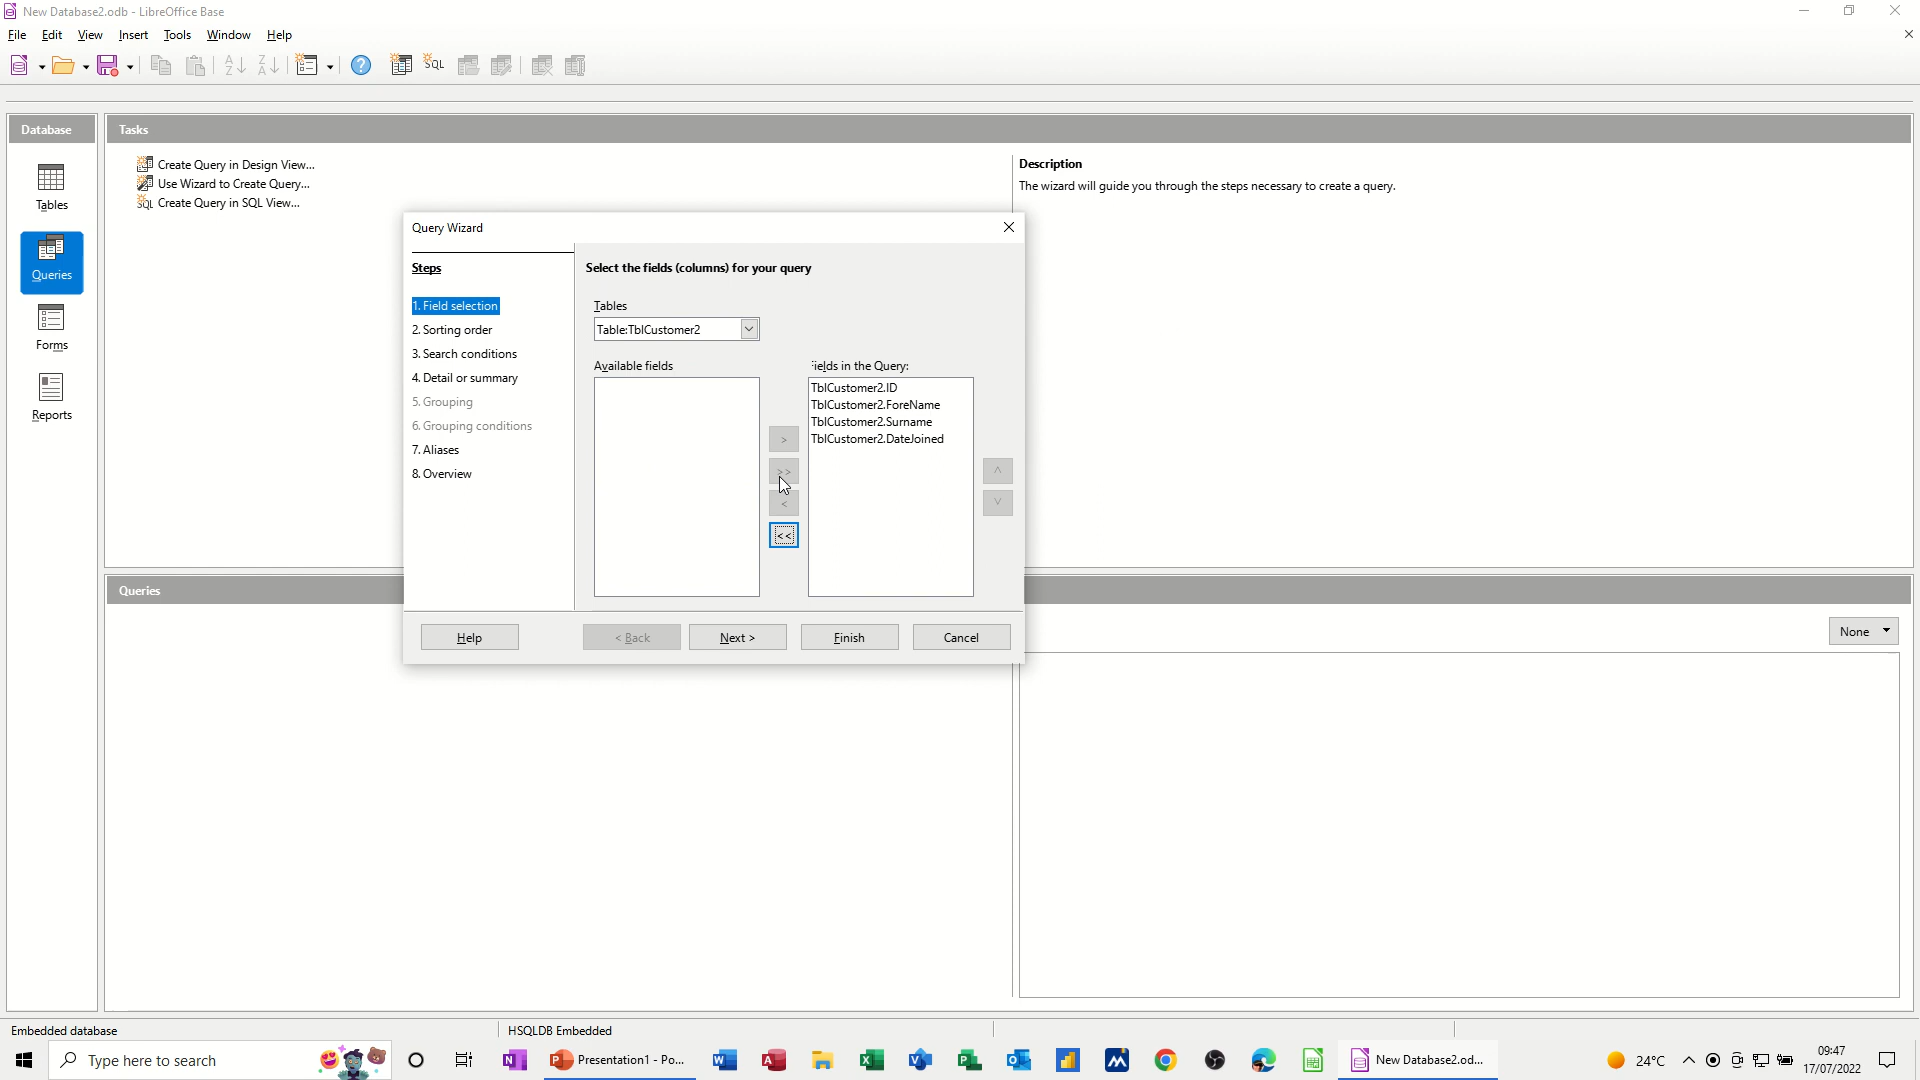 New Database2.odb - LibreOffice Base
File Edit View Insert Tools Window Help
Database
Tasks
Tables
Queries
Forms
Reports
Create Query in Design View...
Use Wizard to Create Query...
Create Query in SQL View...
Description
The wizard will guide you through the steps necessary to create a query.
Query Wizard
Steps
1. Field selection
2. Sorting order
3. Search conditions
4. Detail or summary
5. Grouping
6. Grouping conditions
7. Aliases
8. Overview
Select the fields (columns) for your query
Tables
Table:TblCustomer2
Available fields
ields in the Query:
TblCustomer2.ID
TblCustomer2.ForeName
TblCustomer2.Surname
TblCustomer2.DateJoined
>
>>
<
<<
Help
< Back
Next >
Finish
Cancel
Queries
None
Embedded database
HSQLDB Embedded
Type here to search
Presentation1 - Po...
New Database2.od...
24°C
09:47
17/07/2022